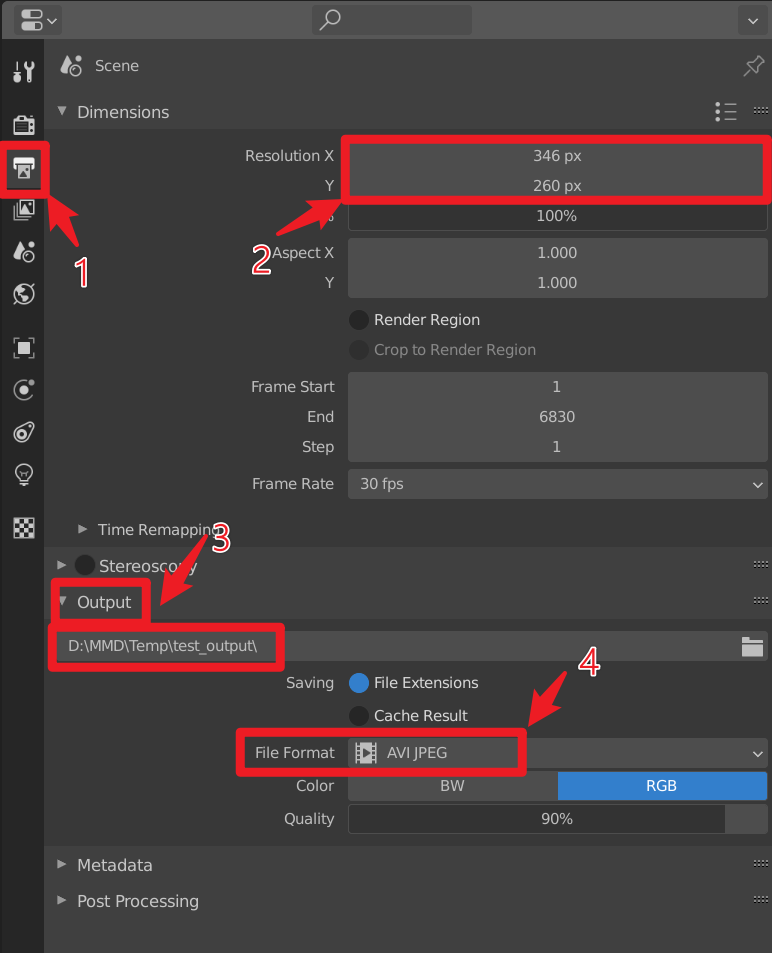 Scene
Dimensions
Resolution X 346 px
Y 260 px
% 100%
Aspect X 1.000
Y 1.000
Render Region
Crop to Render Region
Frame Start 1
End 6830
Step 1
Frame Rate 30 fps
Time Remapping
Stereoscopy
Output
D:\MMD\Temp\test_output\
Saving File Extensions
Cache Result
File Format AVI JPEG
Color BW RGB
Quality 90%
Metadata
Post Processing
1
2
3
4